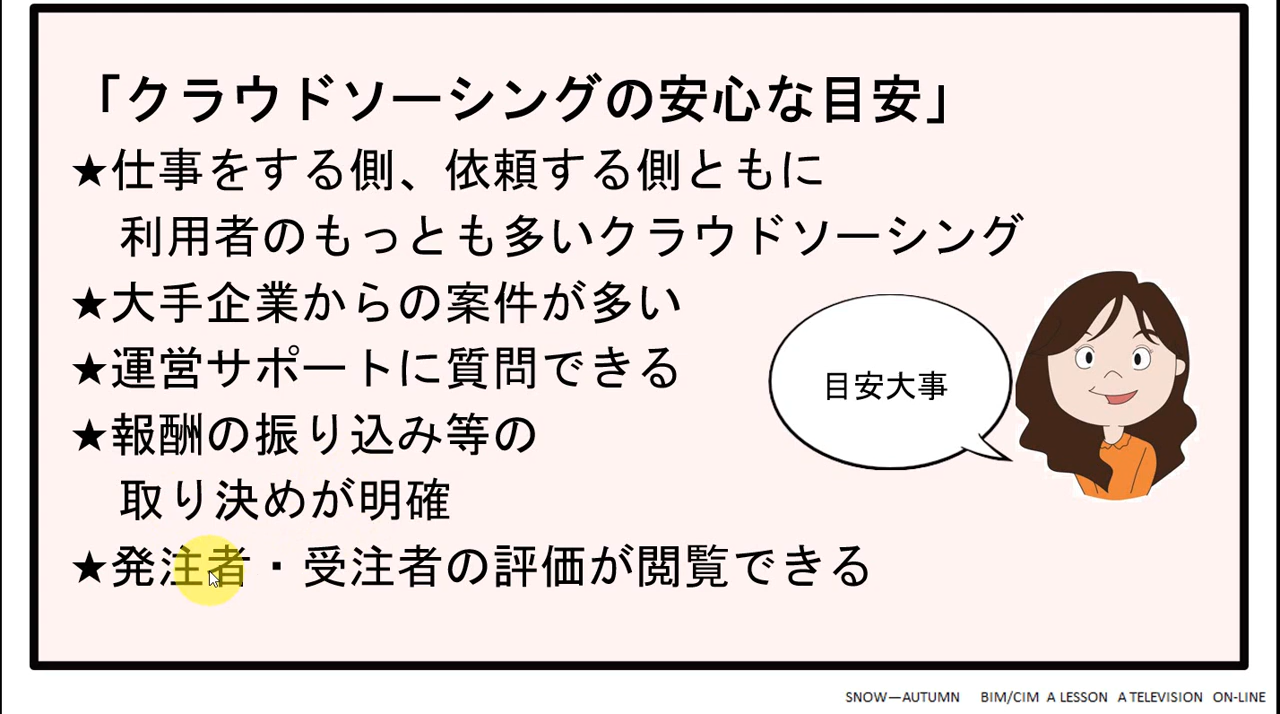 「クラウドソーシングの安心な目安」
★仕事をする側、依頼する側ともに
利用者のもっとも多いクラウドソーシング
★大手企業からの案件が多い
★運営サポートに質問できる
★報酬の振り込み等の
取り決めが明確
★発注者・受注者の評価が閲覧できる
目安大事
SNOW―AUTUMN BIM/CIM A LESSON A TELEVISION ON-LINE